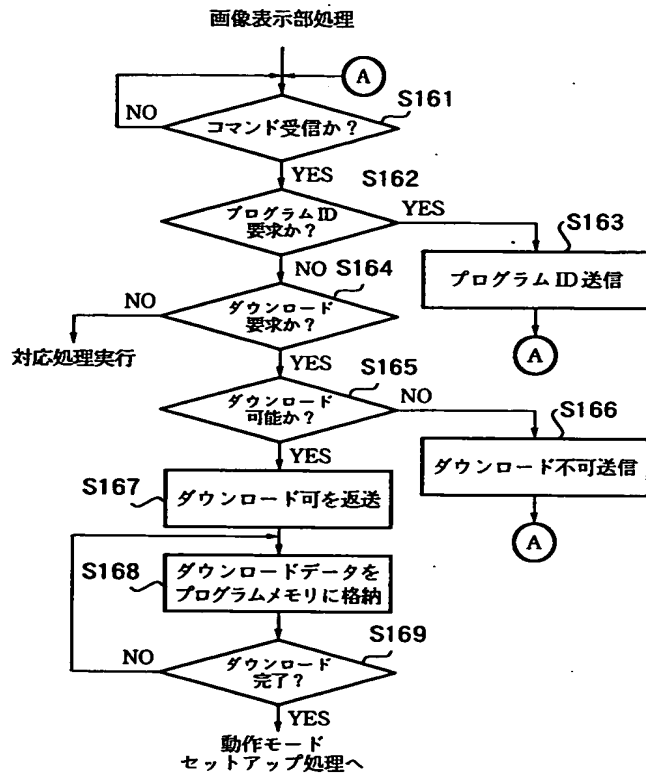 画像表示部処理
A
S161
NO
コマンド受信か?
YES
S162
プログラムID
要求か?
YES
S163
プログラムID送信
A
NO
S164
NO
ダウンロード
要求か?
対応処理実行
YES
S165
ダウンロード
可能か?
NO
S166
ダウンロード不可送信
A
YES
S167
ダウンロード可を返送
S168
ダウンロードデータを
プログラムメモリに格納
S169
NO
ダウンロード
完了?
YES
動作モード
セットアップ処理へ